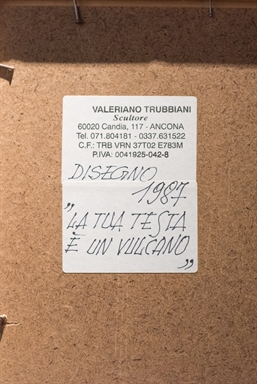 VALERIANO TRUBBIANI
Scultore
60020 Candia, 117 - ANCONA
Tel. 071.804181 - 0337.631522
C.F.: TRB VRN 37T02 E783M
P.IVA: 0041925-042-8
DISEGNO
1987
„LA TUA TESTA
È UN VULCANO
”